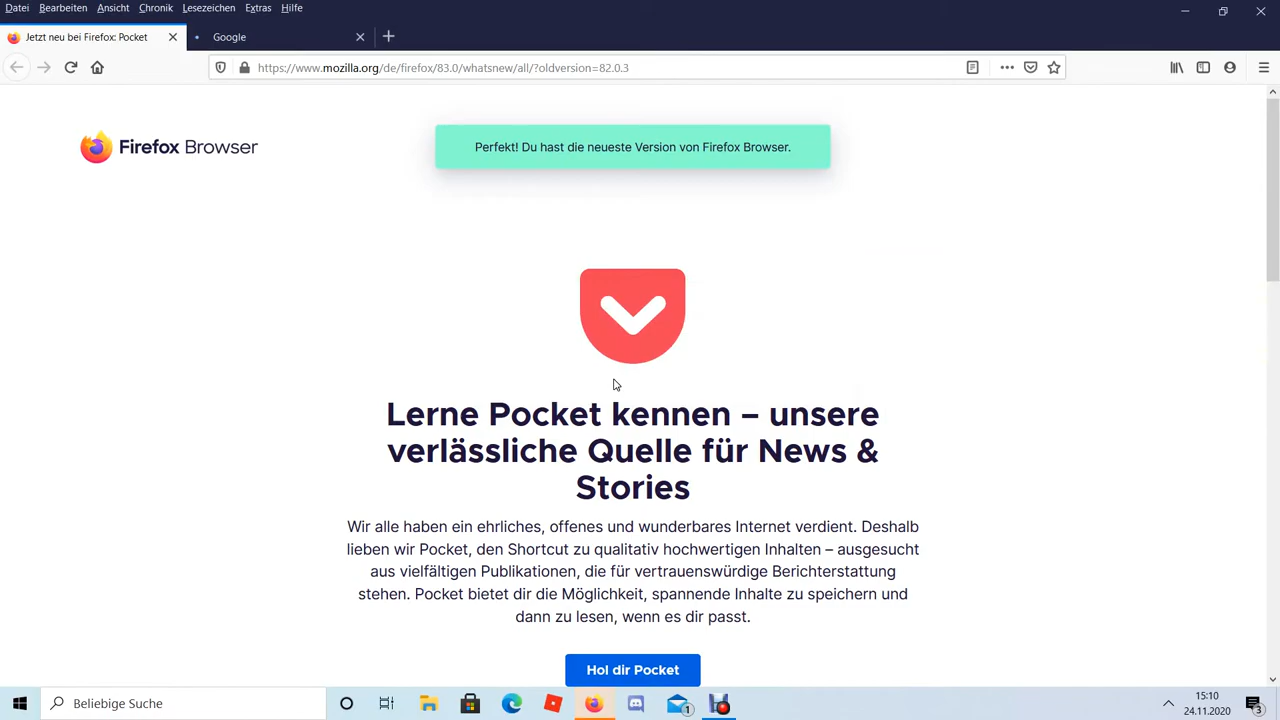 Datei Bearbeiten Ansicht Chronik Lesezeichen Extras Hilfe
Jetzt neu bei Firefox: Pocket
Google
https://www.mozilla.org/de/firefox/83.0/whatsnew/all/?oldversion=82.0.3
Firefox Browser
Perfekt! Du hast die neueste Version von Firefox Browser.
Lerne Pocket kennen – unsere
verlässliche Quelle für News &
Stories
Wir alle haben ein ehrliches, offenes und wunderbares Internet verdient. Deshalb
lieben wir Pocket, den Shortcut zu qualitativ hochwertigen Inhalten – ausgesucht
aus vielfältigen Publikationen, die für vertrauenswürdige Berichterstattung
stehen. Pocket bietet dir die Möglichkeit, spannende Inhalte zu speichern und
dann zu lesen, wenn es dir passt.
Hol dir Pocket
Beliebige Suche
1
15:10
24.11.2020
3